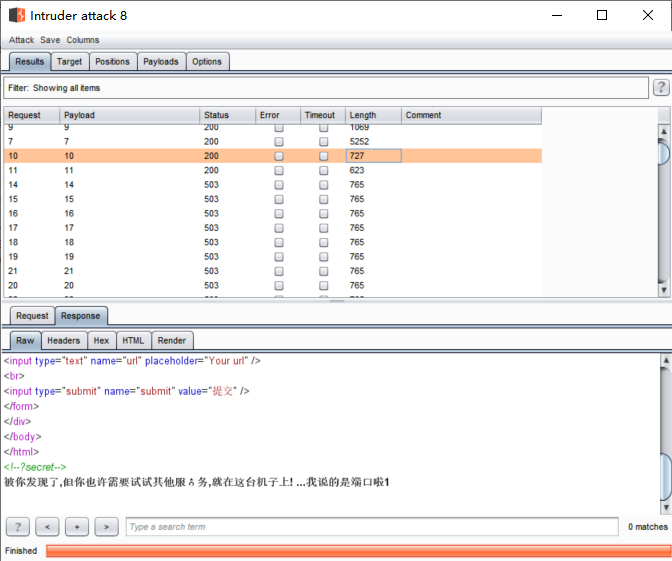 Intruder attack 8
Attack Save Columns
Results Target Positions Payloads Options
Filter: Showing all items ?
Request Payload Status Error Timeout Length Comment
9 9 200 1069
7 7 200 5252
10 10 200 727
11 11 200 623
14 14 503 765
15 15 503 765
16 16 503 765
17 17 503 765
18 18 503 765
19 19 503 765
21 21 503 765
20 20 503 765
Request Response
Raw Headers Hex HTML Render
<input type="text" name="url" placeholder="Your url" />
<br>
<input type="submit" name="submit" value="提交" />
</form>
</div>
</body>
</html>
<!--?secret-->
被你发现了,但你也许需要试试其他服务,就在这台机子上! ...我说的是端口啦1
? < + > Type a search term 0 matches
Finished